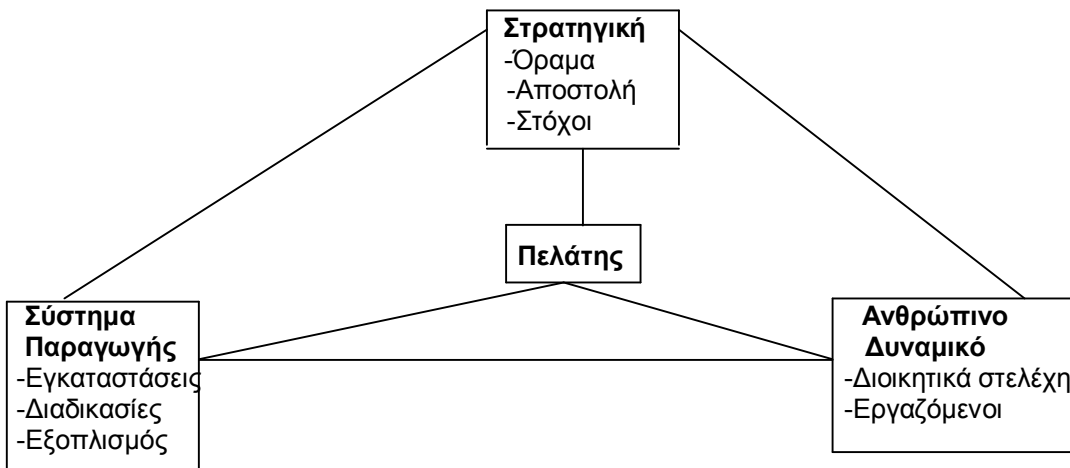 Στρατηγική
-Όραμα
-Αποστολή
-Στόχοι
Πελάτης
Σύστημα
Παραγωγής
-Εγκαταστάσεις
-Διαδικασίες
-Εξοπλισμός
Ανθρώπινο
Δυναμικό
-Διοικητικά στελέχη
-Εργαζόμενοι